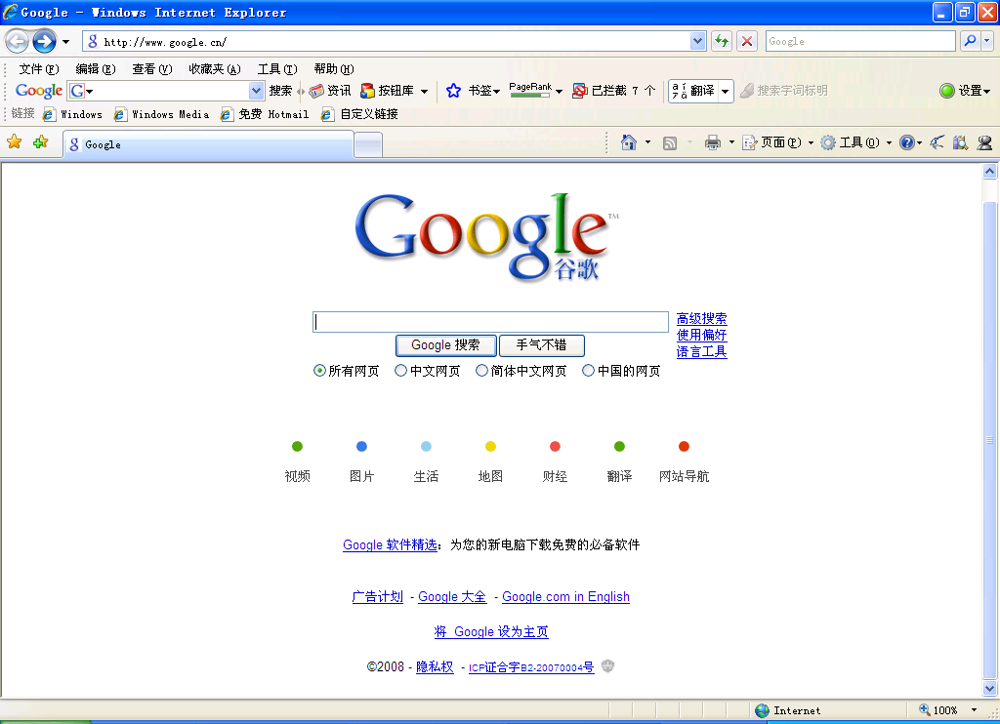 Google - Windows Internet Explorer
http://www.google.cn/
Google
文件(F) 编辑(E) 查看(V) 收藏夹(A) 工具(T) 帮助(H)
Google G 搜索 资讯 按钮库 书签 PageRank 已拦截 7 个 翻译 搜索字词标明 设置
链接 Windows Windows Media 免费 Hotmail 自定义链接
Google 页面(P) 工具(O)
Google™
谷歌
高级搜索
使用偏好
语言工具
Google 搜索 手气不错
所有网页 中文网页 简体中文网页 中国的网页
视频 图片 生活 地图 财经 翻译 网站导航
Google 软件精选：为您的新电脑下载免费的必备软件
广告计划 - Google 大全 - Google.com in English
将 Google 设为主页
©2008 - 隐私权 - ICP证合字B2-20070004号
Internet 100%